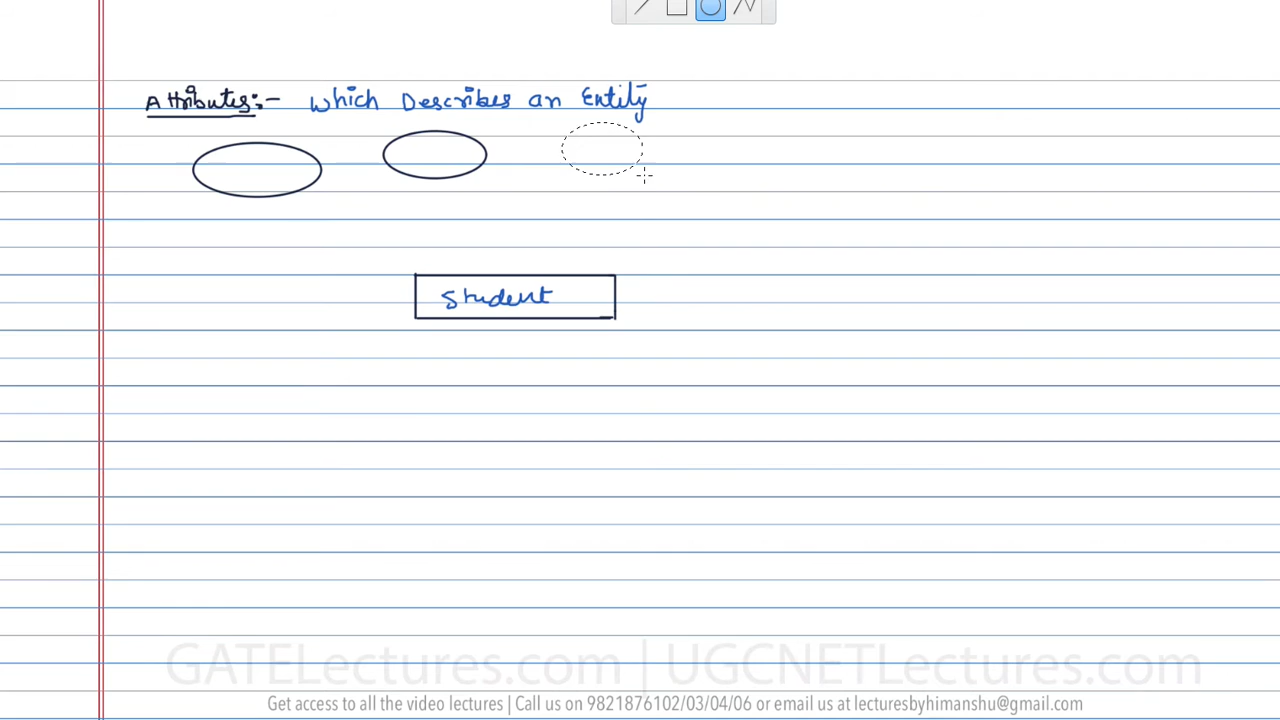 Attributes:- Which Describes an Entity
Student
GATELectures.com | UGCNETLectures.com
Get access to all the video lectures | Call us on 9821876102/03/04/06 or email us at lecturesbyhimanshu@gmail.com